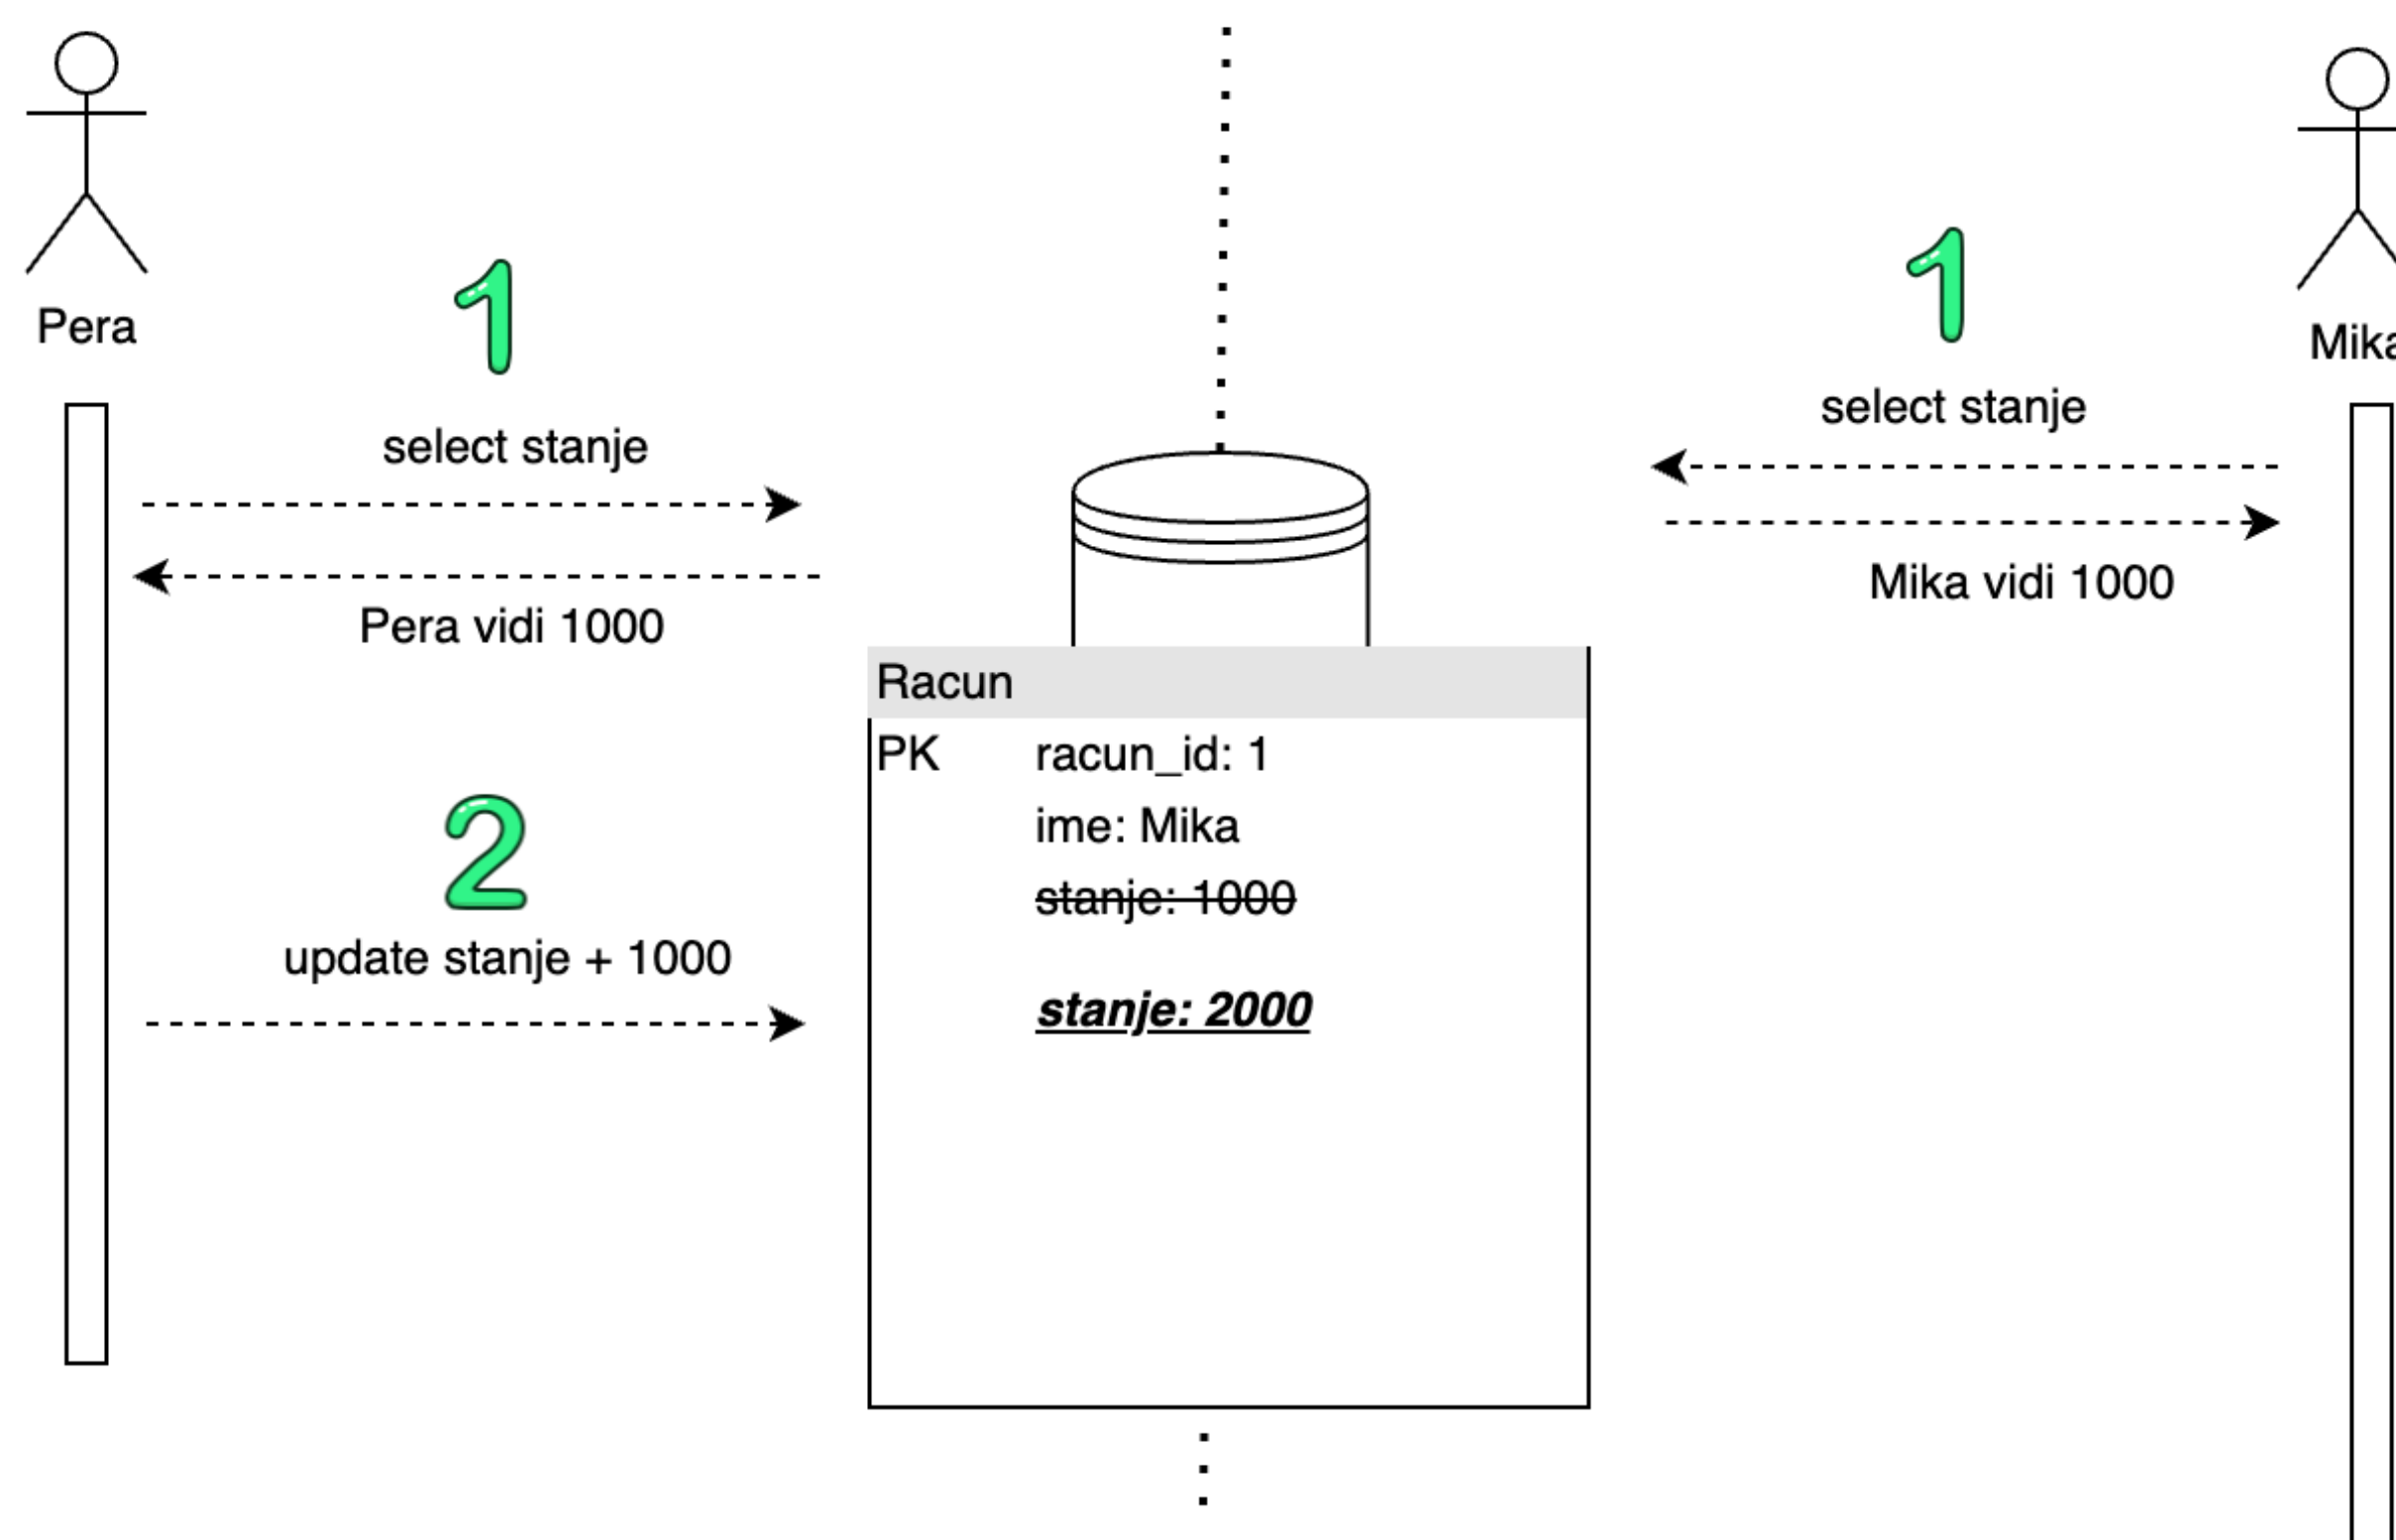 Pera
1
select stanje
Pera vidi 1000
2
update stanje + 1000
Racun
PK racun_id: 1
ime: Mika
stanje: 1000
stanje: 2000
1
Mika
select stanje
Mika vidi 1000